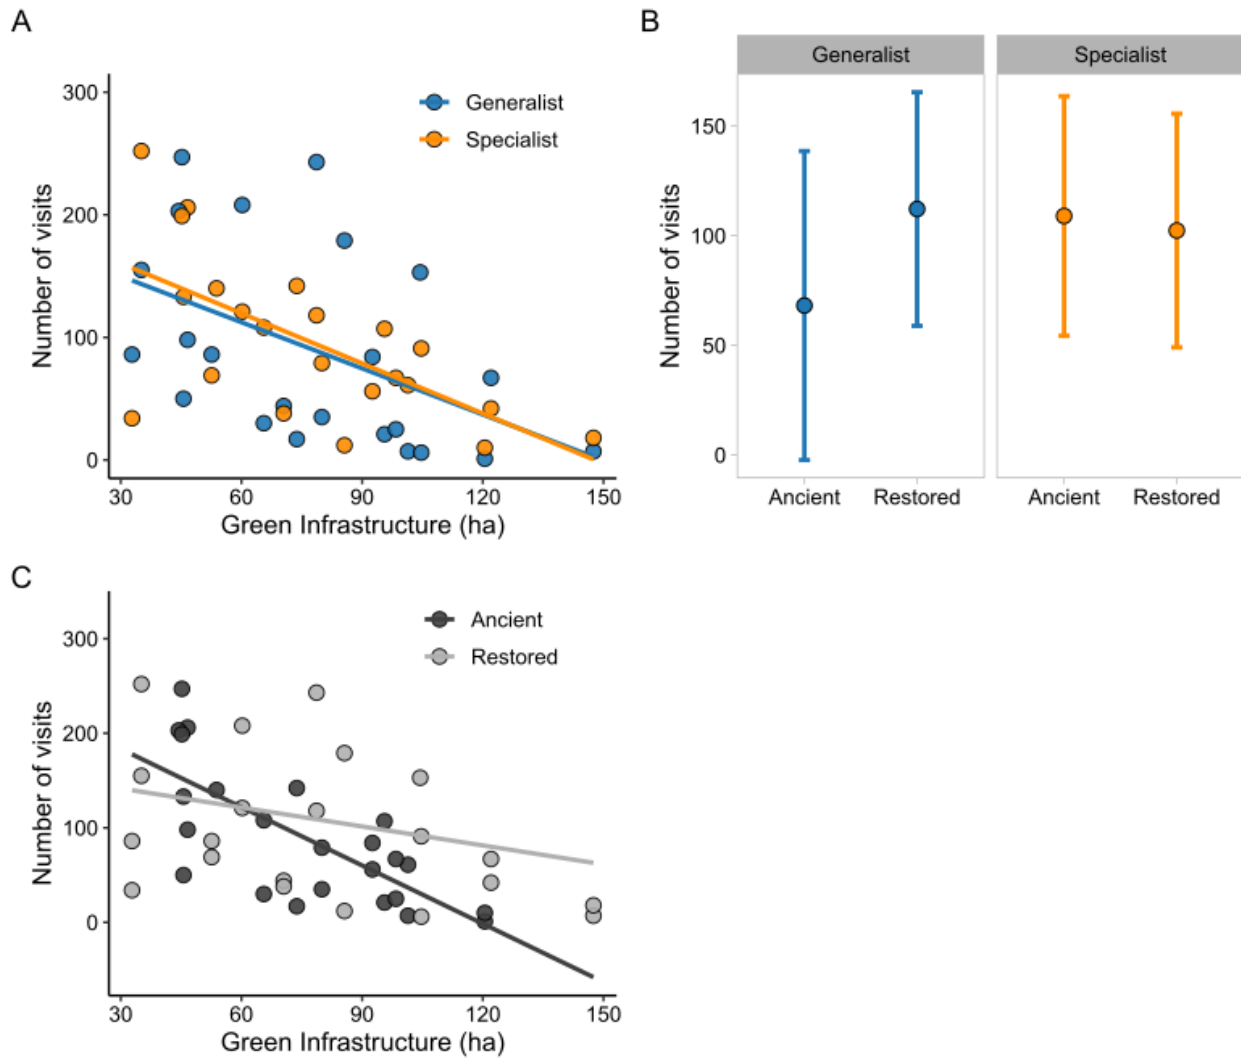 A
Number of visits
300
200
100
0
30 60 90 120 150
Green Infrastructure (ha)
Generalist
Specialist
B
Generalist Specialist
Number of visits
150
100
50
0
Ancient Restored Ancient Restored
C
Number of visits
300
200
100
0
30 60 90 120 150
Green Infrastructure (ha)
Ancient
Restored